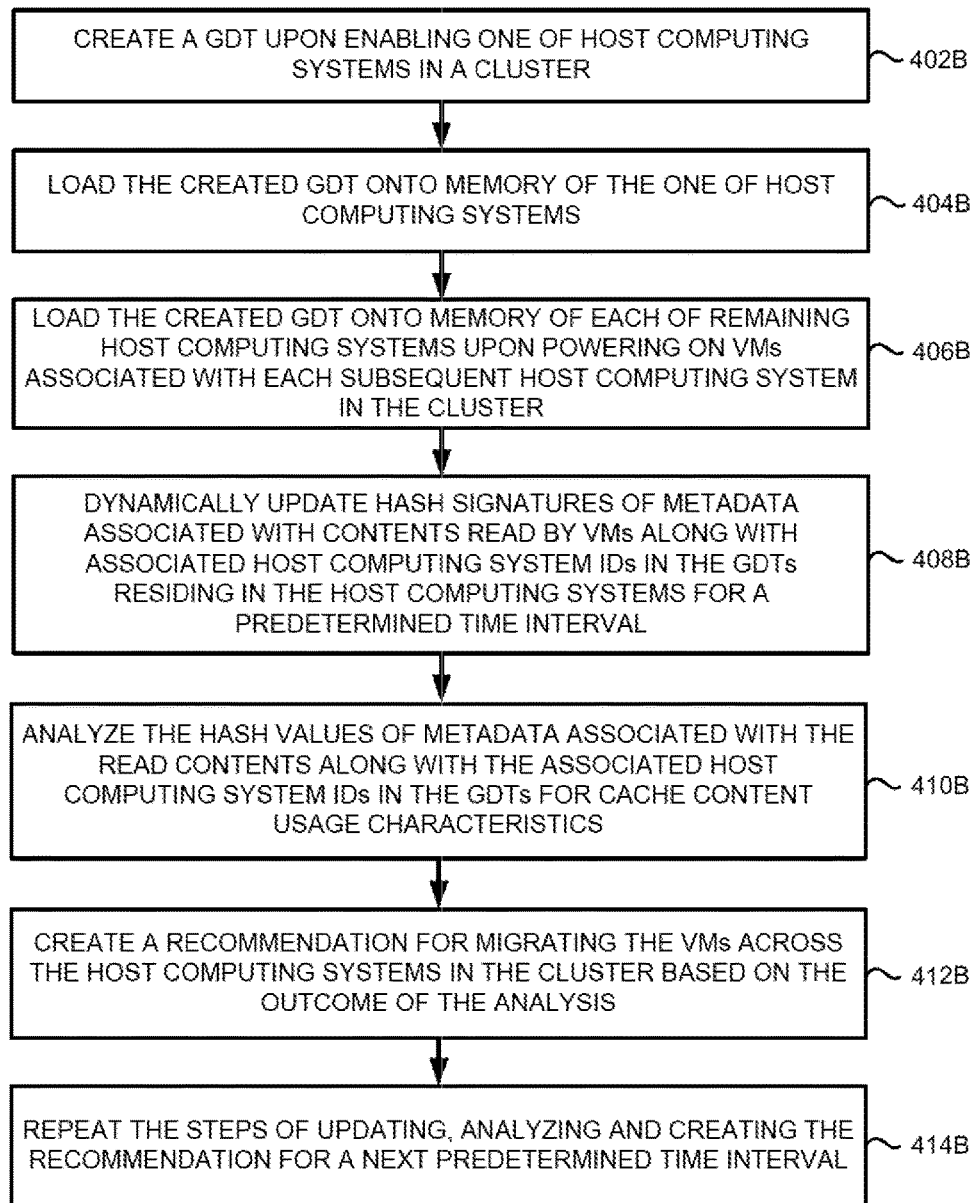 CREATE A GDT UPON ENABLING ONE OF HOST COMPUTING
SYSTEMS IN A CLUSTER
402B
LOAD THE CREATED GDT ONTO MEMORY OF THE ONE OF HOST
COMPUTING SYSTEMS
404B
LOAD THE CREATED GDT ONTO MEMORY OF EACH OF REMAINING
HOST COMPUTING SYSTEMS UPON POWERING ON VMs
ASSOCIATED WITH EACH SUBSEQUENT HOST COMPUTING SYSTEM
IN THE CLUSTER
406B
DYNAMICALLY UPDATE HASH SIGNATURES OF METADATA
ASSOCIATED WITH CONTENTS READ BY VMs ALONG WITH
ASSOCIATED HOST COMPUTING SYSTEM IDs IN THE GDTs
RESIDING IN THE HOST COMPUTING SYSTEMS FOR A
PREDETERMINED TIME INTERVAL
408B
ANALYZE THE HASH VALUES OF METADATA ASSOCIATED WITH THE
READ CONTENTS ALONG WITH THE ASSOCIATED HOST
COMPUTING SYSTEM IDs IN THE GDTs FOR CACHE CONTENT
USAGE CHARACTERISTICS
410B
CREATE A RECOMMENDATION FOR MIGRATING THE VMs ACROSS
THE HOST COMPUTING SYSTEMS IN THE CLUSTER BASED ON THE
OUTCOME OF THE ANALYSIS
412B
REPEAT THE STEPS OF UPDATING, ANALYZING AND CREATING THE
RECOMMENDATION FOR A NEXT PREDETERMINED TIME INTERVAL
414B